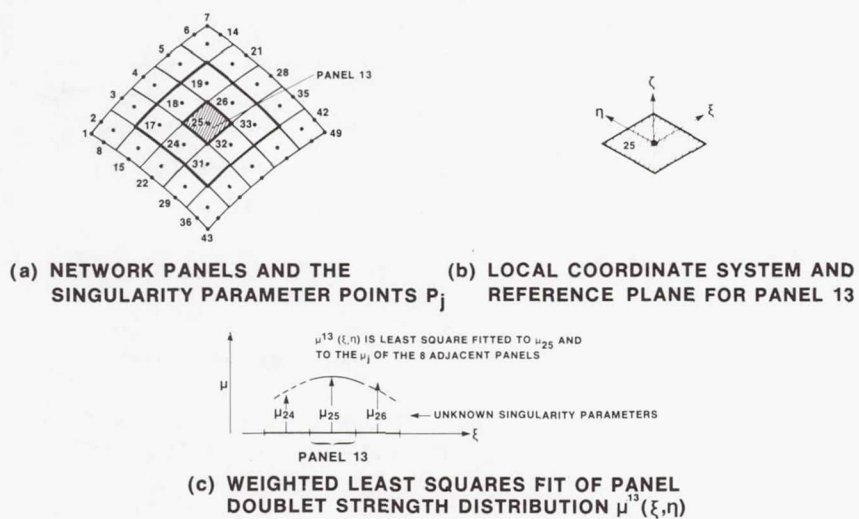 7
6 14
5 21
4 28
3 19 PANEL 13
18 26 35
2 42
1 17 25 33 49
8 24 32
15 31
22
29
36
43
ζ
η ξ
25
(a) NETWORK PANELS AND THE
SINGULARITY PARAMETER POINTS Pj
(b) LOCAL COORDINATE SYSTEM AND
REFERENCE PLANE FOR PANEL 13
μ¹³ (ξ,η) IS LEAST SQUARE FITTED TO μ25 AND
TO THE μj OF THE 8 ADJACENT PANELS
μ
μ24 μ25 μ26 UNKNOWN SINGULARITY PARAMETERS
ξ
PANEL 13
(c) WEIGHTED LEAST SQUARES FIT OF PANEL
DOUBLET STRENGTH DISTRIBUTION μ¹³(ξ,η)